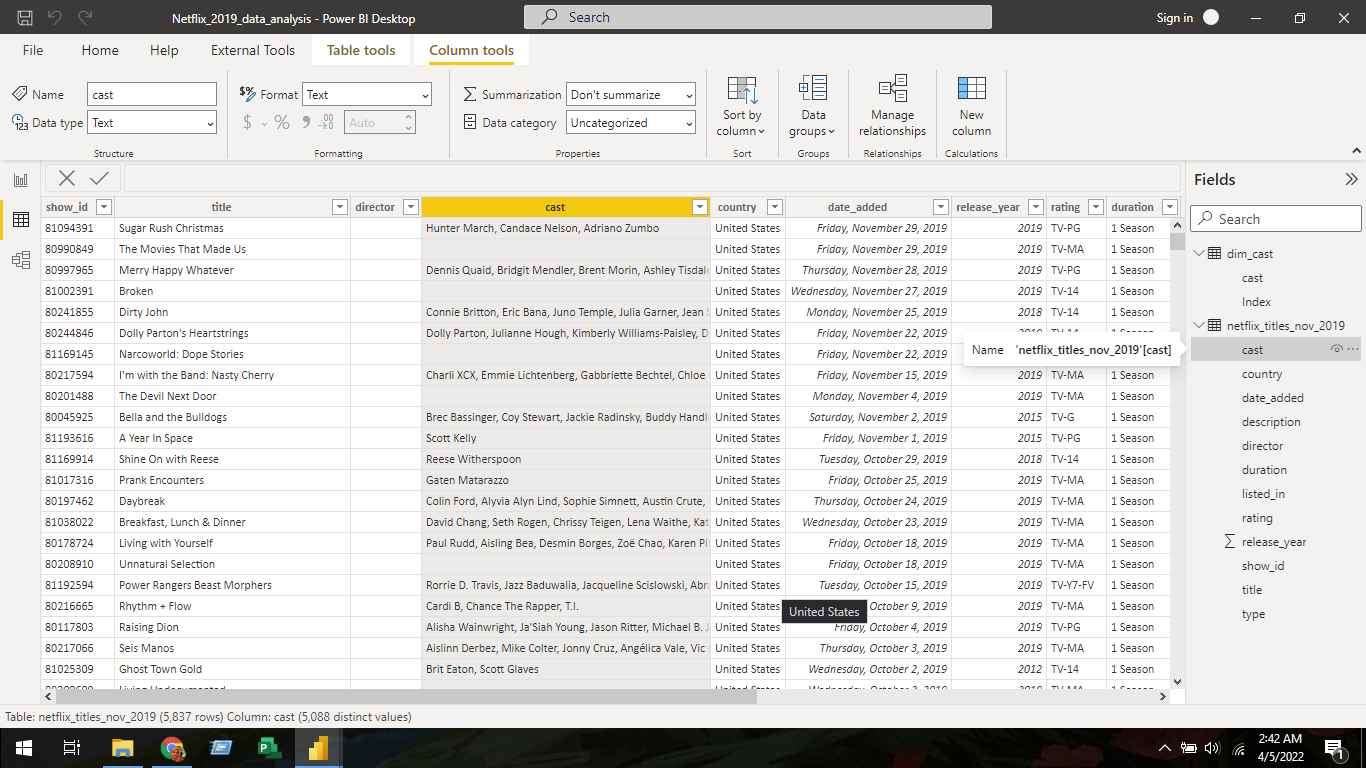 Netflix_2019_data_analysis - Power BI Desktop
Search
Sign in
File Home Help External Tools Table tools Column tools
Name cast
Data type Text
Structure
$% Format Text
$ % Auto
Formatting
Summarization Don't summarize
Data category Uncategorized
Properties
Sort by column
Sort
Data groups
Groups
Manage relationships
Relationships
New column
Calculations
show_id title director cast country date_added release_year rating duration
81094391 Sugar Rush Christmas Hunter March, Candace Nelson, Adriano Zumbo United States Friday, November 29, 2019 2019 TV-PG 1 Season
80990849 The Movies That Made Us United States Friday, November 29, 2019 2019 TV-MA 1 Season
80997965 Merry Happy Whatever Dennis Quaid, Bridgit Mendler, Brent Morin, Ashley Tisdale United States Thursday, November 28, 2019 2019 TV-PG 1 Season
81002391 Broken United States Wednesday, November 27, 2019 2019 TV-14 1 Season
80241855 Dirty John Connie Britton, Eric Bana, Juno Temple, Julia Garner, Jean United States Monday, November 25, 2019 2018 TV-14 1 Season
80244846 Dolly Parton's Heartstrings Dolly Parton, Julianne Hough, Kimberly Williams-Paisley, D United States Friday, November 22, 2019 2019 TV-14 1 Season
81169145 Narcoworld: Dope Stories United States Friday, November 22, 2019
80217594 I'm with the Band: Nasty Cherry Charli XCX, Emmie Lichtenberg, Gabbriette Bechtel, Chloe United States Friday, November 15, 2019 2019 TV-MA 1 Season
80201488 The Devil Next Door United States Monday, November 4, 2019 2019 TV-MA 1 Season
80045925 Bella and the Bulldogs Brec Bassinger, Coy Stewart, Jackie Radinsky, Buddy Handl United States Saturday, November 2, 2019 2015 TV-G 1 Season
81193616 A Year In Space Scott Kelly United States Friday, November 1, 2019 2015 TV-PG 1 Season
81169914 Shine On with Reese Reese Witherspoon United States Tuesday, October 29, 2019 2018 TV-14 1 Season
81017316 Prank Encounters Gaten Matarazzo United States Friday, October 25, 2019 2019 TV-MA 1 Season
80197462 Daybreak Colin Ford, Alyvia Alyn Lind, Sophie Simnett, Austin Crute, United States Thursday, October 24, 2019 2019 TV-MA 1 Season
81038022 Breakfast, Lunch & Dinner David Chang, Seth Rogen, Chrissy Teigen, Lena Waithe, Kat United States Wednesday, October 23, 2019 2019 TV-MA 1 Season
80178724 Living with Yourself Paul Rudd, Aisling Bea, Desmin Borges, Zoë Chao, Karen Pi United States Friday, October 18, 2019 2019 TV-MA 1 Season
80208910 Unnatural Selection United States Friday, October 18, 2019 2019 TV-MA 1 Season
81192594 Power Rangers Beast Morphers Rorrie D. Travis, Jazz Baduwalia, Jacqueline Scislowski, Abra United States Tuesday, October 15, 2019 2019 TV-Y7-FV 1 Season
80216665 Rhythm + Flow Cardi B, Chance The Rapper, T.I. United States October 9, 2019 2019 TV-MA 1 Season
United States
80117803 Raising Dion Alisha Wainwright, Ja'Siah Young, Jason Ritter, Michael B. United States Friday, October 4, 2019 2019 TV-PG 1 Season
80217066 Seis Manos Aislinn Derbez, Mike Colter, Jonny Cruz, Angélica Vale, Vic United States Thursday, October 3, 2019 2019 TV-MA 1 Season
81025309 Ghost Town Gold Brit Eaton, Scott Glaves United States Wednesday, October 2, 2019 2012 TV-14 1 Season
Name 'netflix_titles_nov_2019'[cast]
Fields
Search
dim_cast
cast
Index
netflix_titles_nov_2019
cast
country
date_added
description
director
duration
listed_in
rating
release_year
show_id
title
type
Table: netflix_titles_nov_2019 (5,837 rows) Column: cast (5,088 distinct values)
2:42 AM
4/5/2022
1